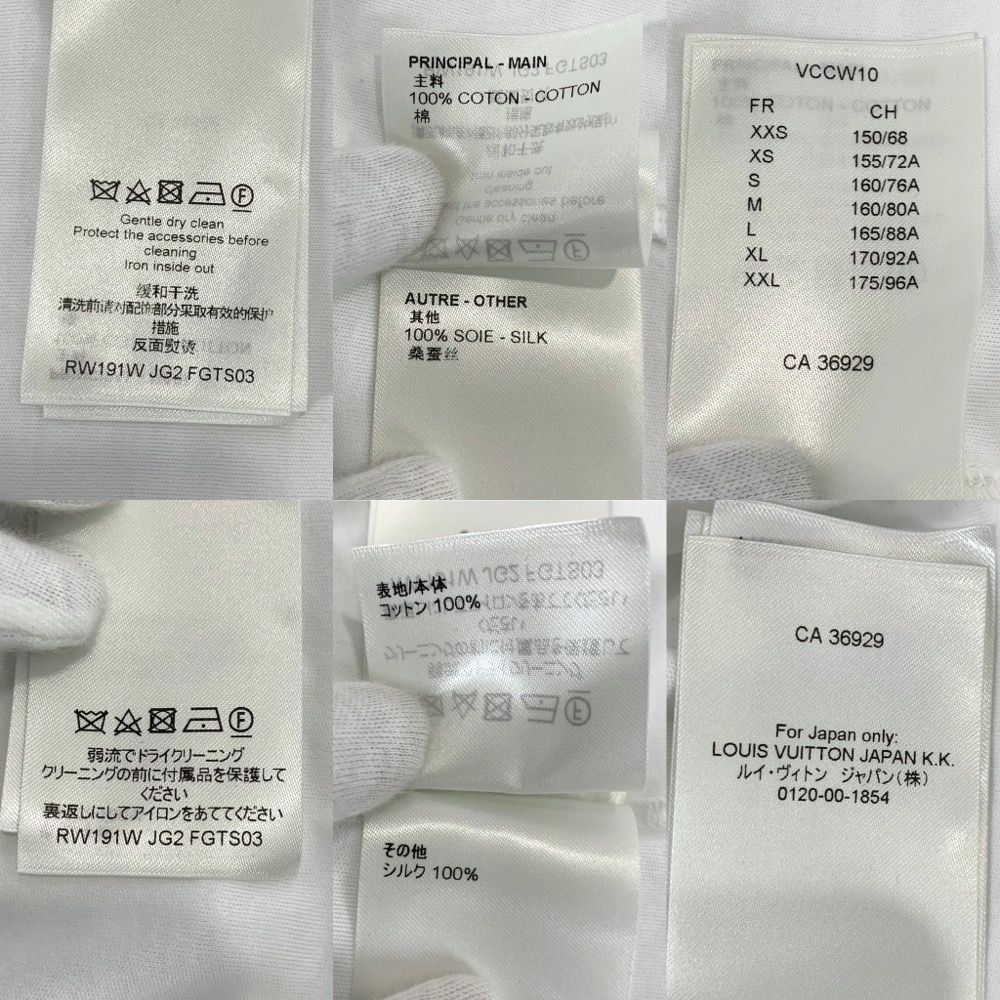 Gentle dry clean
Protect the accessories before
cleaning
Iron inside out
缓和干洗
清洗前请对配饰部分采取有效的保护
措施
反面熨烫
RW191W JG2 FGTS03
PRINCIPAL - MAIN
主料
100% COTON - COTTON
棉
AUTRE - OTHER
其他
100% SOIE - SILK
桑蚕丝
VCCW10
FR CH
XXS 150/68
XS 155/72A
S 160/76A
M 160/80A
L 165/88A
XL 170/92A
XXL 175/96A
CA 36929
弱流でドライクリーニング
クリーニングの前に付属品を保護して
ください
裏返しにしてアイロンをあててください
RW191W JG2 FGTS03
表地/本体
コットン 100%
その他
シルク 100%
CA 36929
For Japan only:
LOUIS VUITTON JAPAN K.K.
ルイ・ヴィトン ジャパン(株)
0120-00-1854